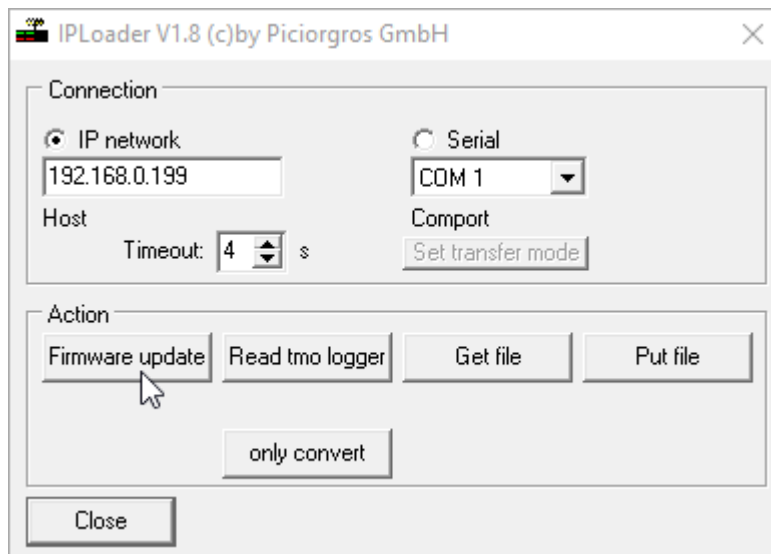 IPLoader V1.8 (c)by Piciorgros GmbH
Connection
IP network
Serial
192.168.0.199
COM 1
Host
Comport
Timeout: 4 s
Set transfer mode
Action
Firmware update
Read tmo logger
Get file
Put file
only convert
Close